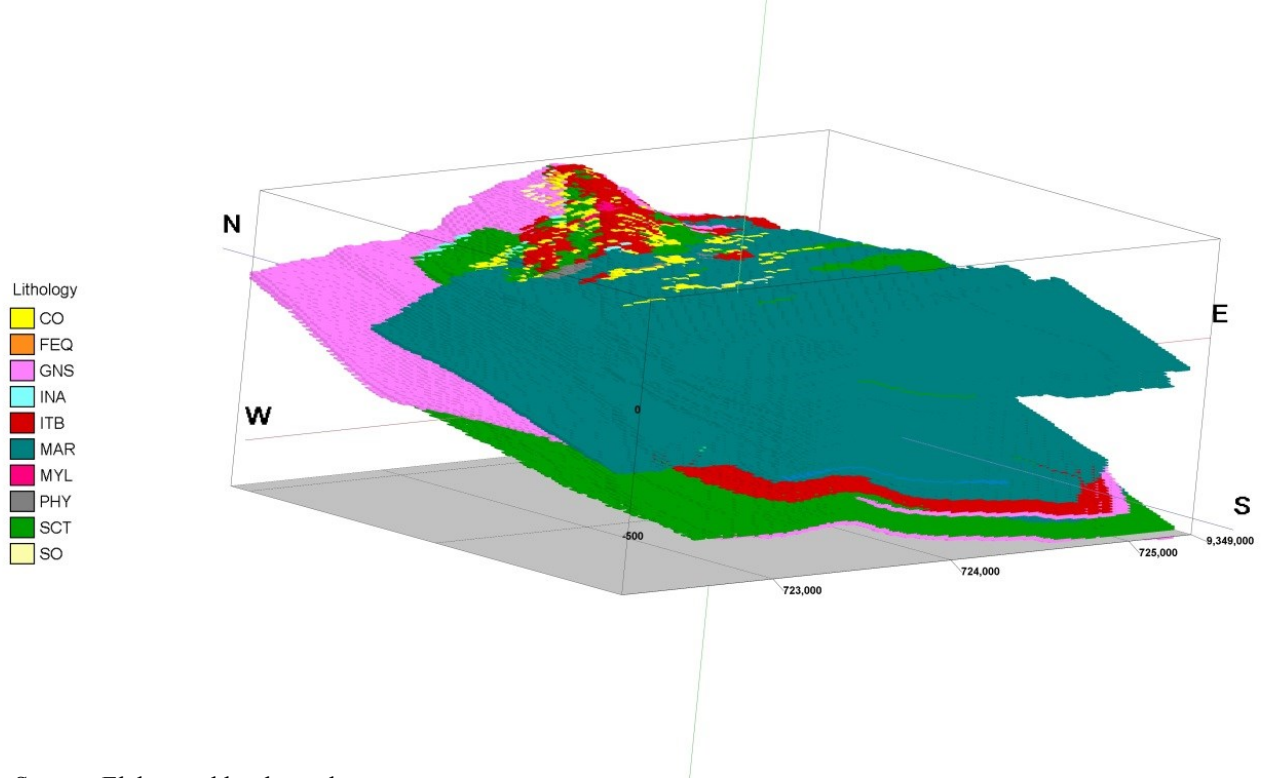 N
Lithology
CO
FEQ
GNS
INA
ITB
MAR
MYL
PHY
SCT
SO
W
E
S
0
-500
723,000
724,000
725,000
9,349,000